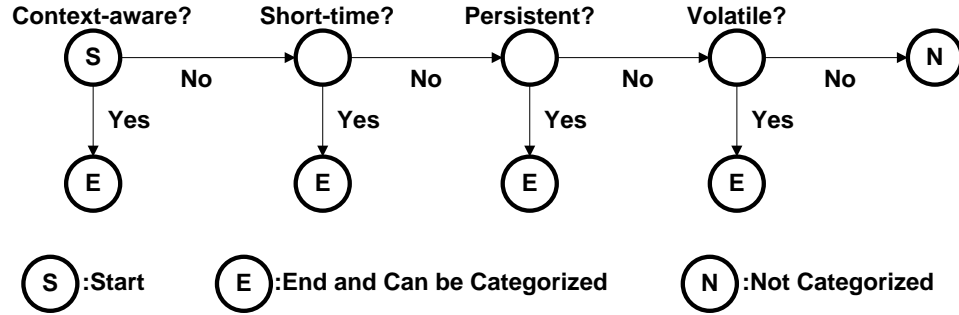 Context-aware? Short-time? Persistent? Volatile?
S N
No No No No
Yes Yes Yes Yes
E E E E
S :Start E :End and Can be Categorized N :Not Categorized